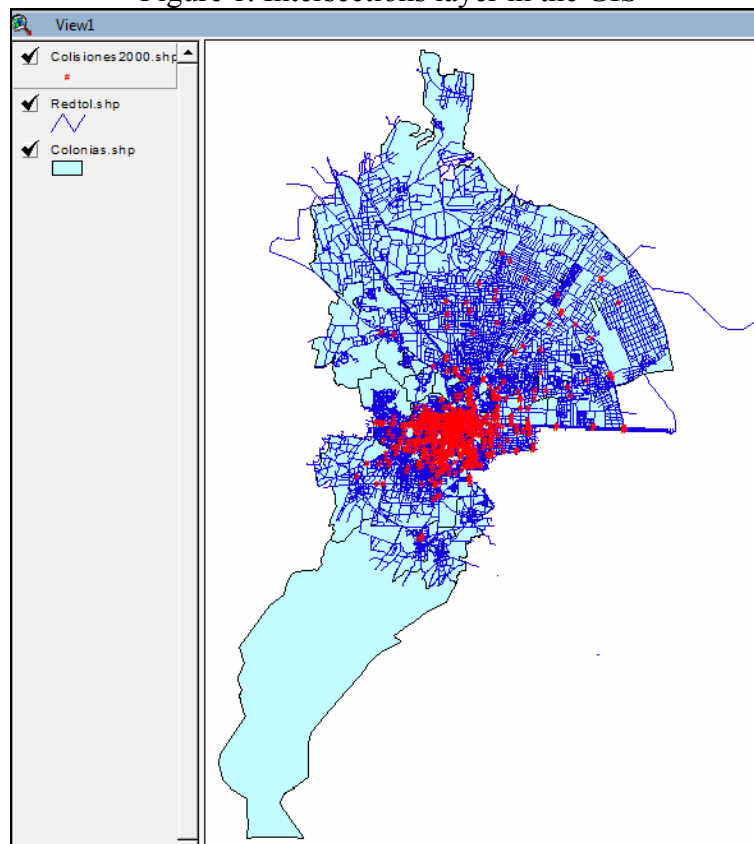 Figure 1. Intersections layer in the GIS
View1
Colisiones2000.shp
Redtol.shp
Colonias.shp